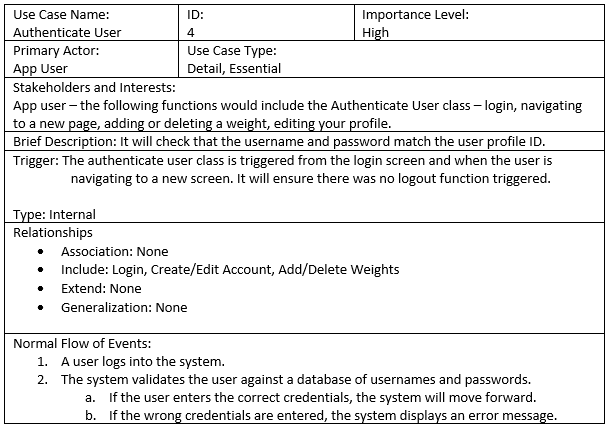 Use Case Name:
Authenticate User
ID:
4
Importance Level:
High
Primary Actor:
App User
Use Case Type:
Detail, Essential
Stakeholders and Interests:
App user – the following functions would include the Authenticate User class – login, navigating
to a new page, adding or deleting a weight, editing your profile.
Brief Description: It will check that the username and password match the user profile ID.
Trigger: The authenticate user class is triggered from the login screen and when the user is
navigating to a new screen. It will ensure there was no logout function triggered.
Type: Internal
Relationships
• Association: None
• Include: Login, Create/Edit Account, Add/Delete Weights
• Extend: None
• Generalization: None
Normal Flow of Events:
1. A user logs into the system.
2. The system validates the user against a database of usernames and passwords.
a. If the user enters the correct credentials, the system will move forward.
b. If the wrong credentials are entered, the system displays an error message.